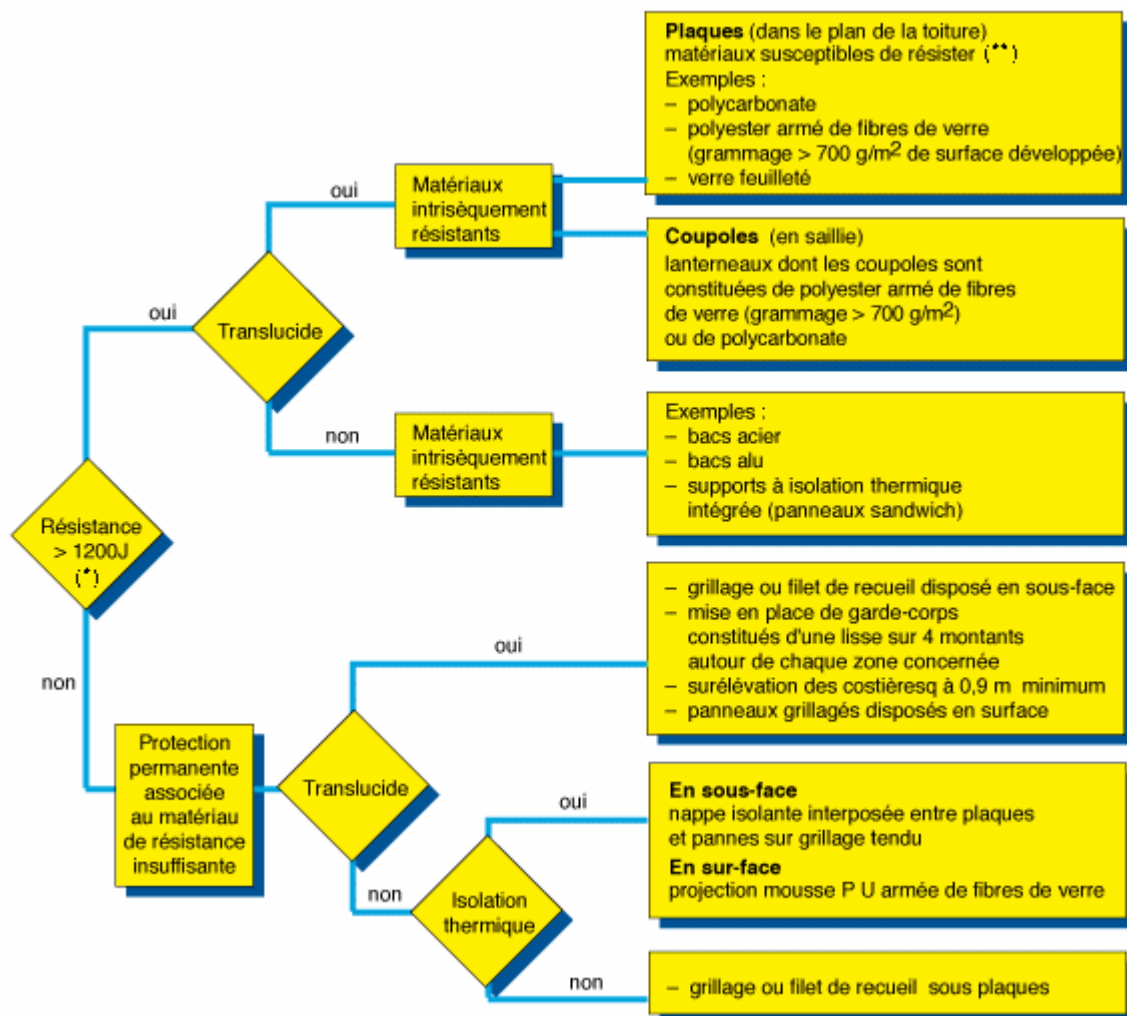 Plaques (dans le plan de la toiture)
matériaux susceptibles de résister (**)
Exemples :
– polycarbonate
– polyester armé de fibres de verre
(grammage > 700 g/m² de surface développée)
– verre feuilleté
oui
Matériaux
intrisèquement
résistants
Coupoles (en saillie)
lanterneaux dont les coupoles sont
constituées de polyester armé de fibres
de verre (grammage > 700 g/m²)
ou de polycarbonate
oui
Translucide
non
Matériaux
intrisèquement
résistants
Exemples :
– bacs acier
– bacs alu
– supports à isolation thermique
intégrée (panneaux sandwich)
Résistance
> 1200J
(*)
non
oui
– grillage ou filet de recueil disposé en sous-face
– mise en place de garde-corps
constitués d'une lisse sur 4 montants
autour de chaque zone concernée
– surélévation des costièresq à 0,9 m minimum
– panneaux grillagés disposés en surface
Protection
permanente
associée
au matériau
de résistance
insuffisante
Translucide
non
oui
En sous-face
nappe isolante interposée entre plaques
et pannes sur grillage tendu
En sur-face
projection mousse P U armée de fibres de verre
Isolation
thermique
non
– grillage ou filet de recueil sous plaques